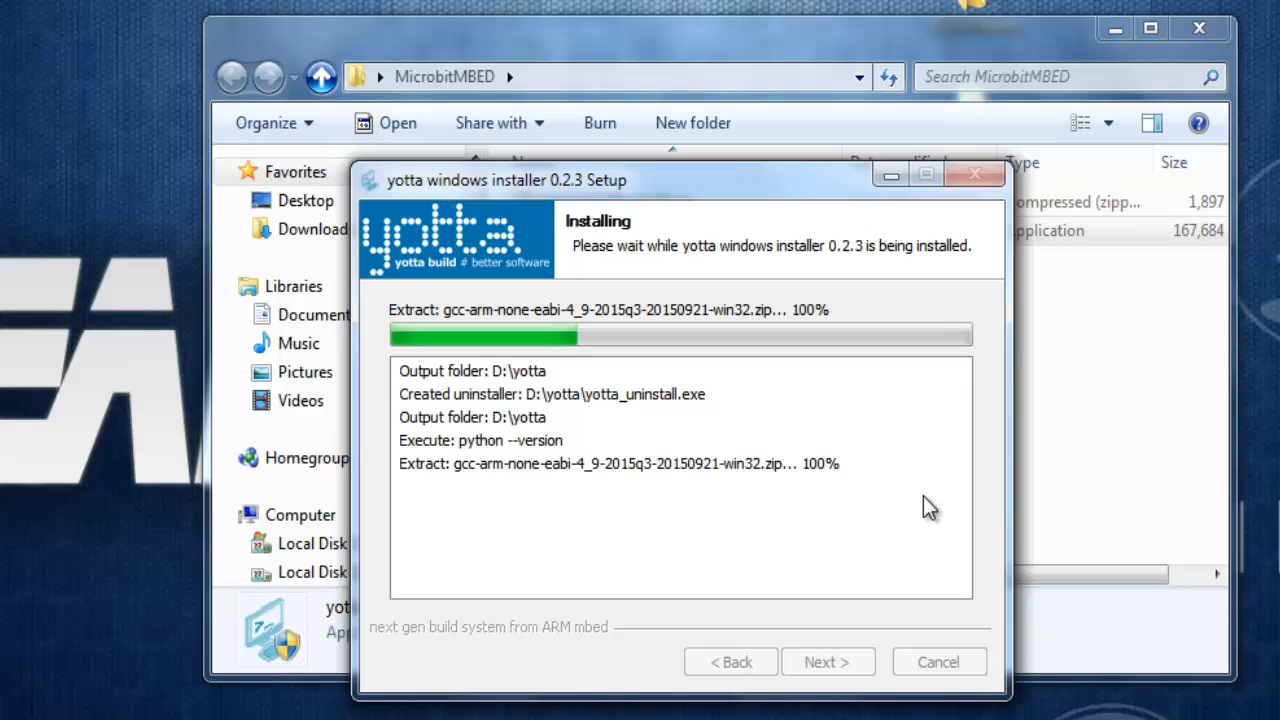 MicrobitMBED
Search MicrobitMBED
Organize
Open
Share with
Burn
New folder
Type
Size
Favorites
Desktop
Download
Libraries
Document
Music
Pictures
Videos
Homegroup
Computer
Local Disk
Local Disk
ompressed (zipp...
1,897
pplication
167,684
yotta windows installer 0.2.3 Setup
yotta
yotta build # better software
Installing
Please wait while yotta windows installer 0.2.3 is being installed.
Extract: gcc-arm-none-eabi-4_9-2015q3-20150921-win32.zip... 100%
Output folder: D:\yotta
Created uninstaller: D:\yotta\yotta_uninstall.exe
Output folder: D:\yotta
Execute: python --version
Extract: gcc-arm-none-eabi-4_9-2015q3-20150921-win32.zip... 100%
next gen build system from ARM mbed
< Back
Next >
Cancel
yot
App